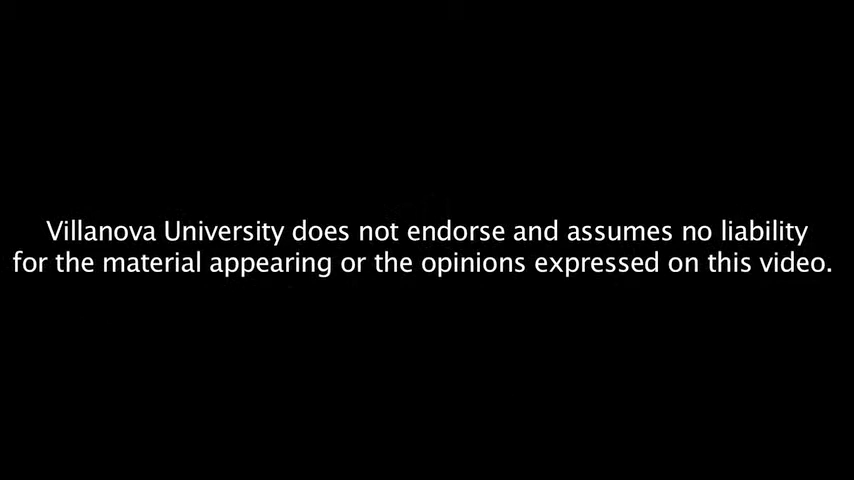 Villanova University does not endorse and assumes no liability
for the material appearing or the opinions expressed on this video.